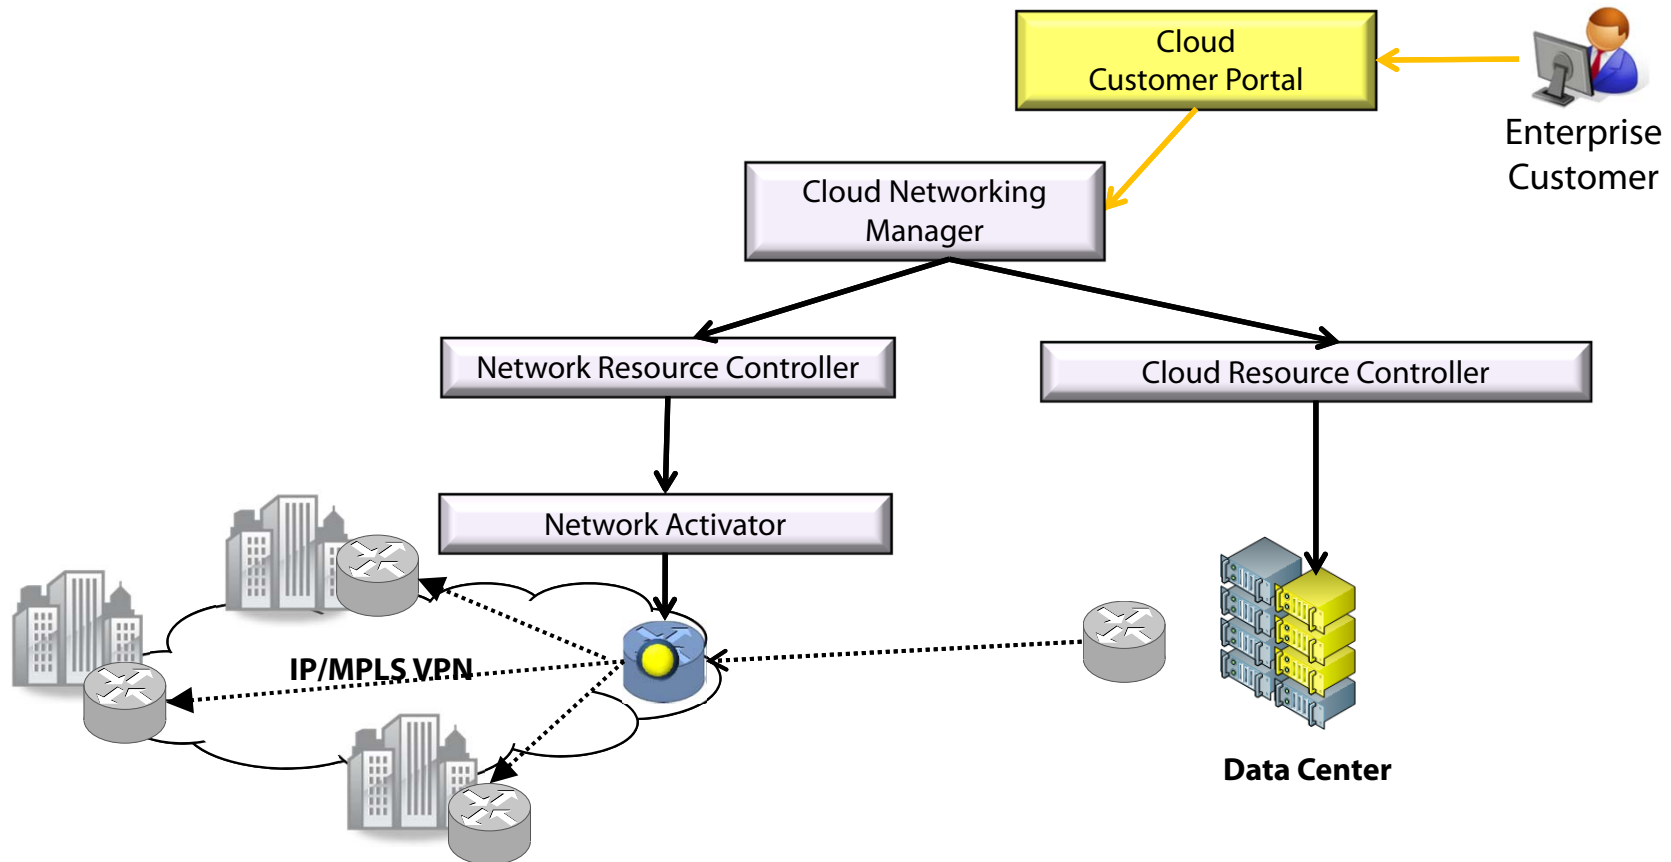 Cloud
Customer Portal
Enterprise
Customer
Cloud Networking
Manager
Network Resource Controller
Cloud Resource Controller
Network Activator
IP/MPLS VPN
Data Center